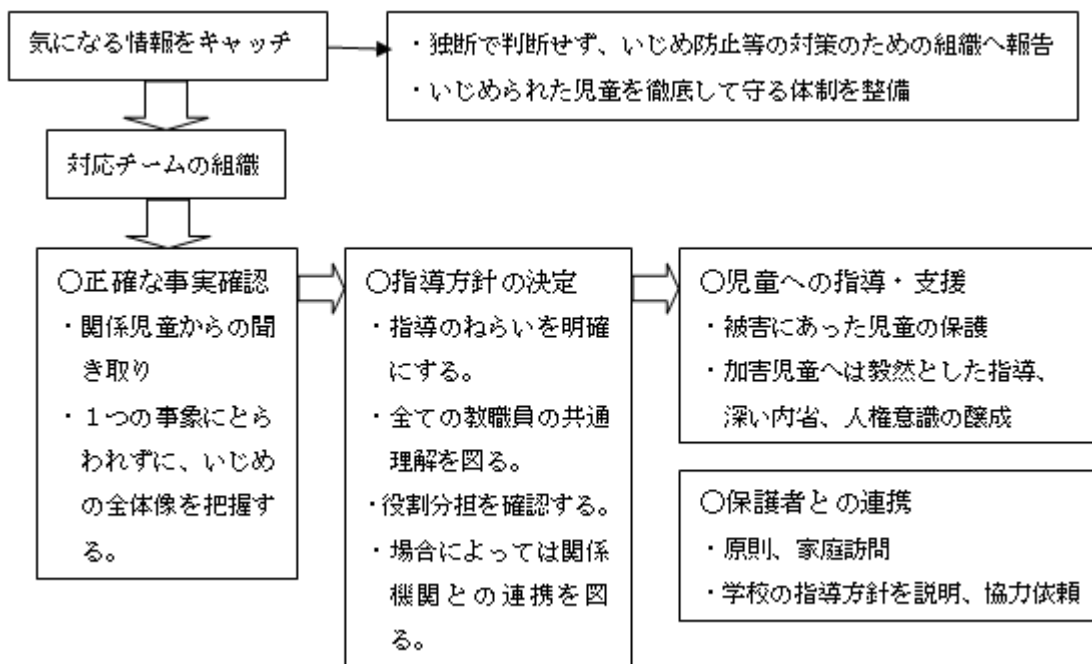 気になる情報をキャッチ
・独断で判断せず、いじめ防止等の対策のための組織へ報告
・いじめられた児童を徹底して守る体制を整備
対応チームの組織
〇正確な事実確認
・関係児童からの聞
き取り
・１つの事象にとら
われずに、いじめ
の全体像を把握す
る。
〇指導方針の決定
・指導のねらいを明確
にする。
・全ての教職員の共通
理解を図る。
・役割分担を確認する。
・場合によっては関係
機関との連携を図
る。
〇児童への指導・支援
・被害にあった児童の保護
・加害児童へは毅然とした指導、
深い内省、人権意識の醸成
〇保護者との連携
・原則、家庭訪問
・学校の指導方針を説明、協力依頼